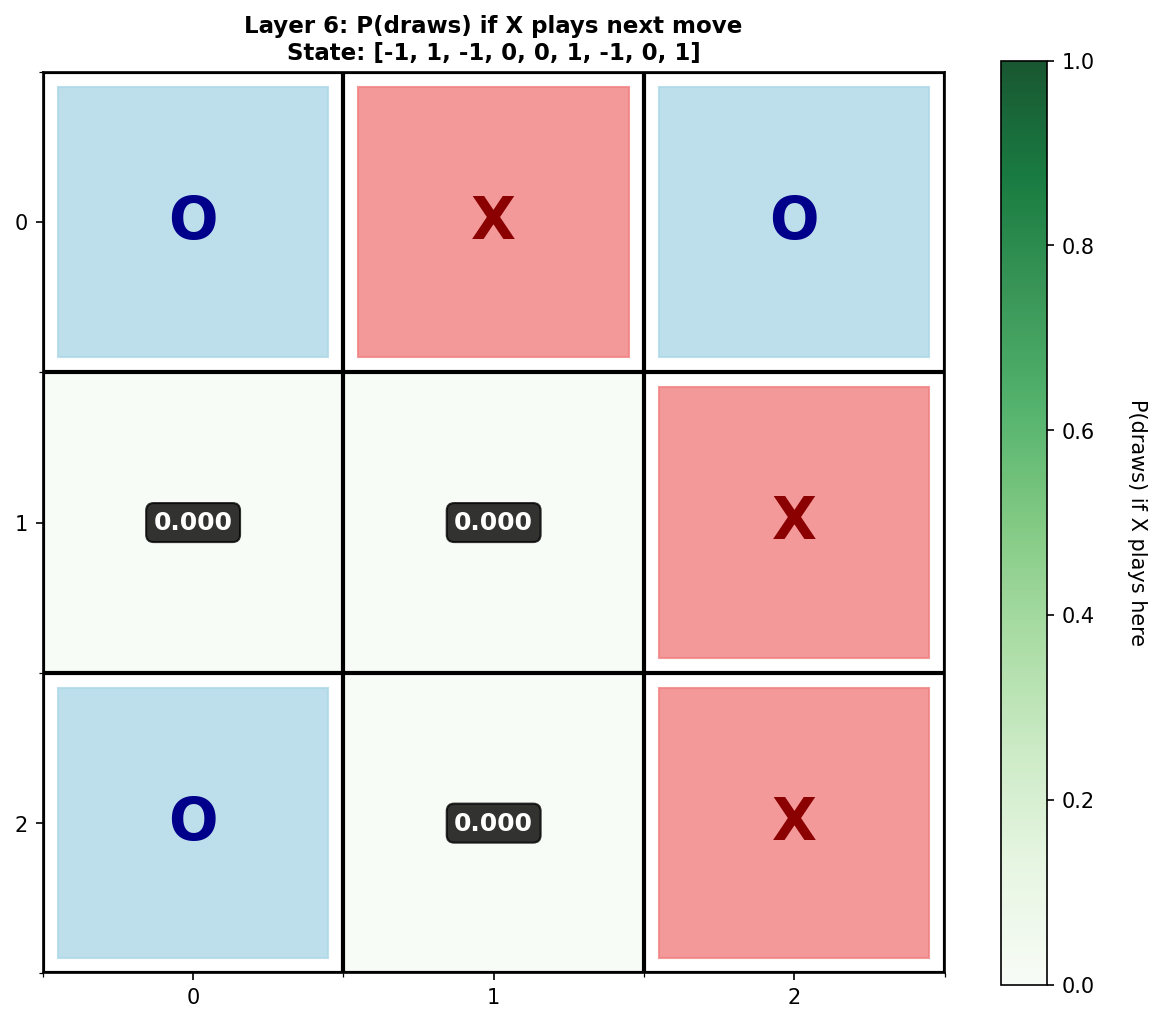 Layer 6: P(draws) if X plays next move
State: [-1, 1, -1, 0, 0, 1, -1, 0, 1]
O
X
O
0
0.000
0.000
X
1
O
0.000
X
2
0
1
2
1.0
0.8
0.6
0.4
0.2
0.0
P(draws) if X plays here